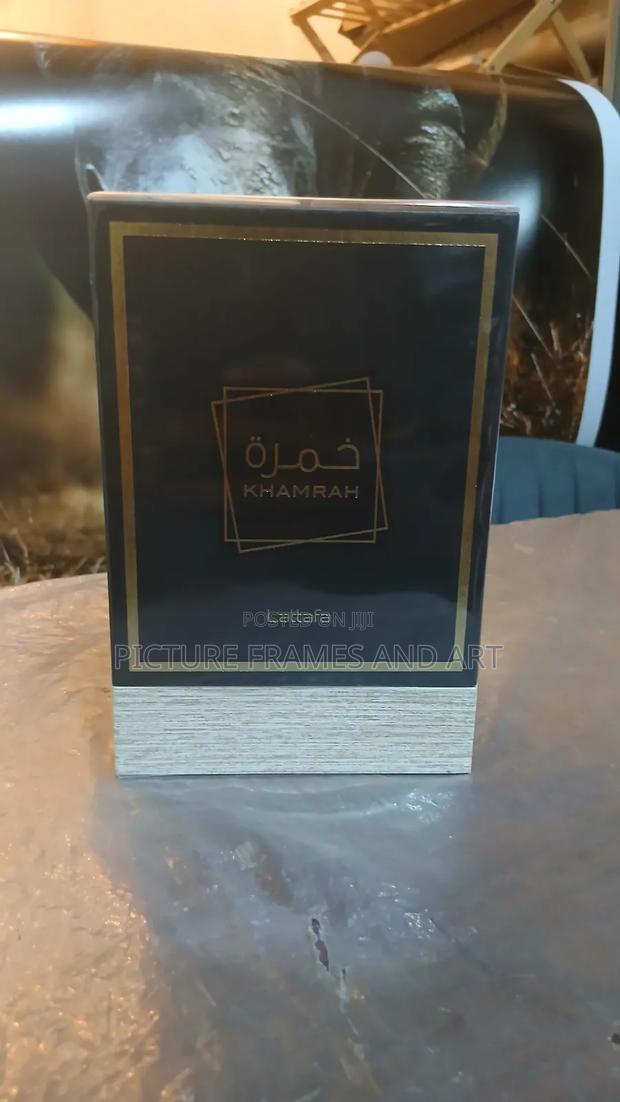 خمرة
KHAMRAH
Lattafa
POSTED ON JIJI
PICTURE FRAMES AND ART